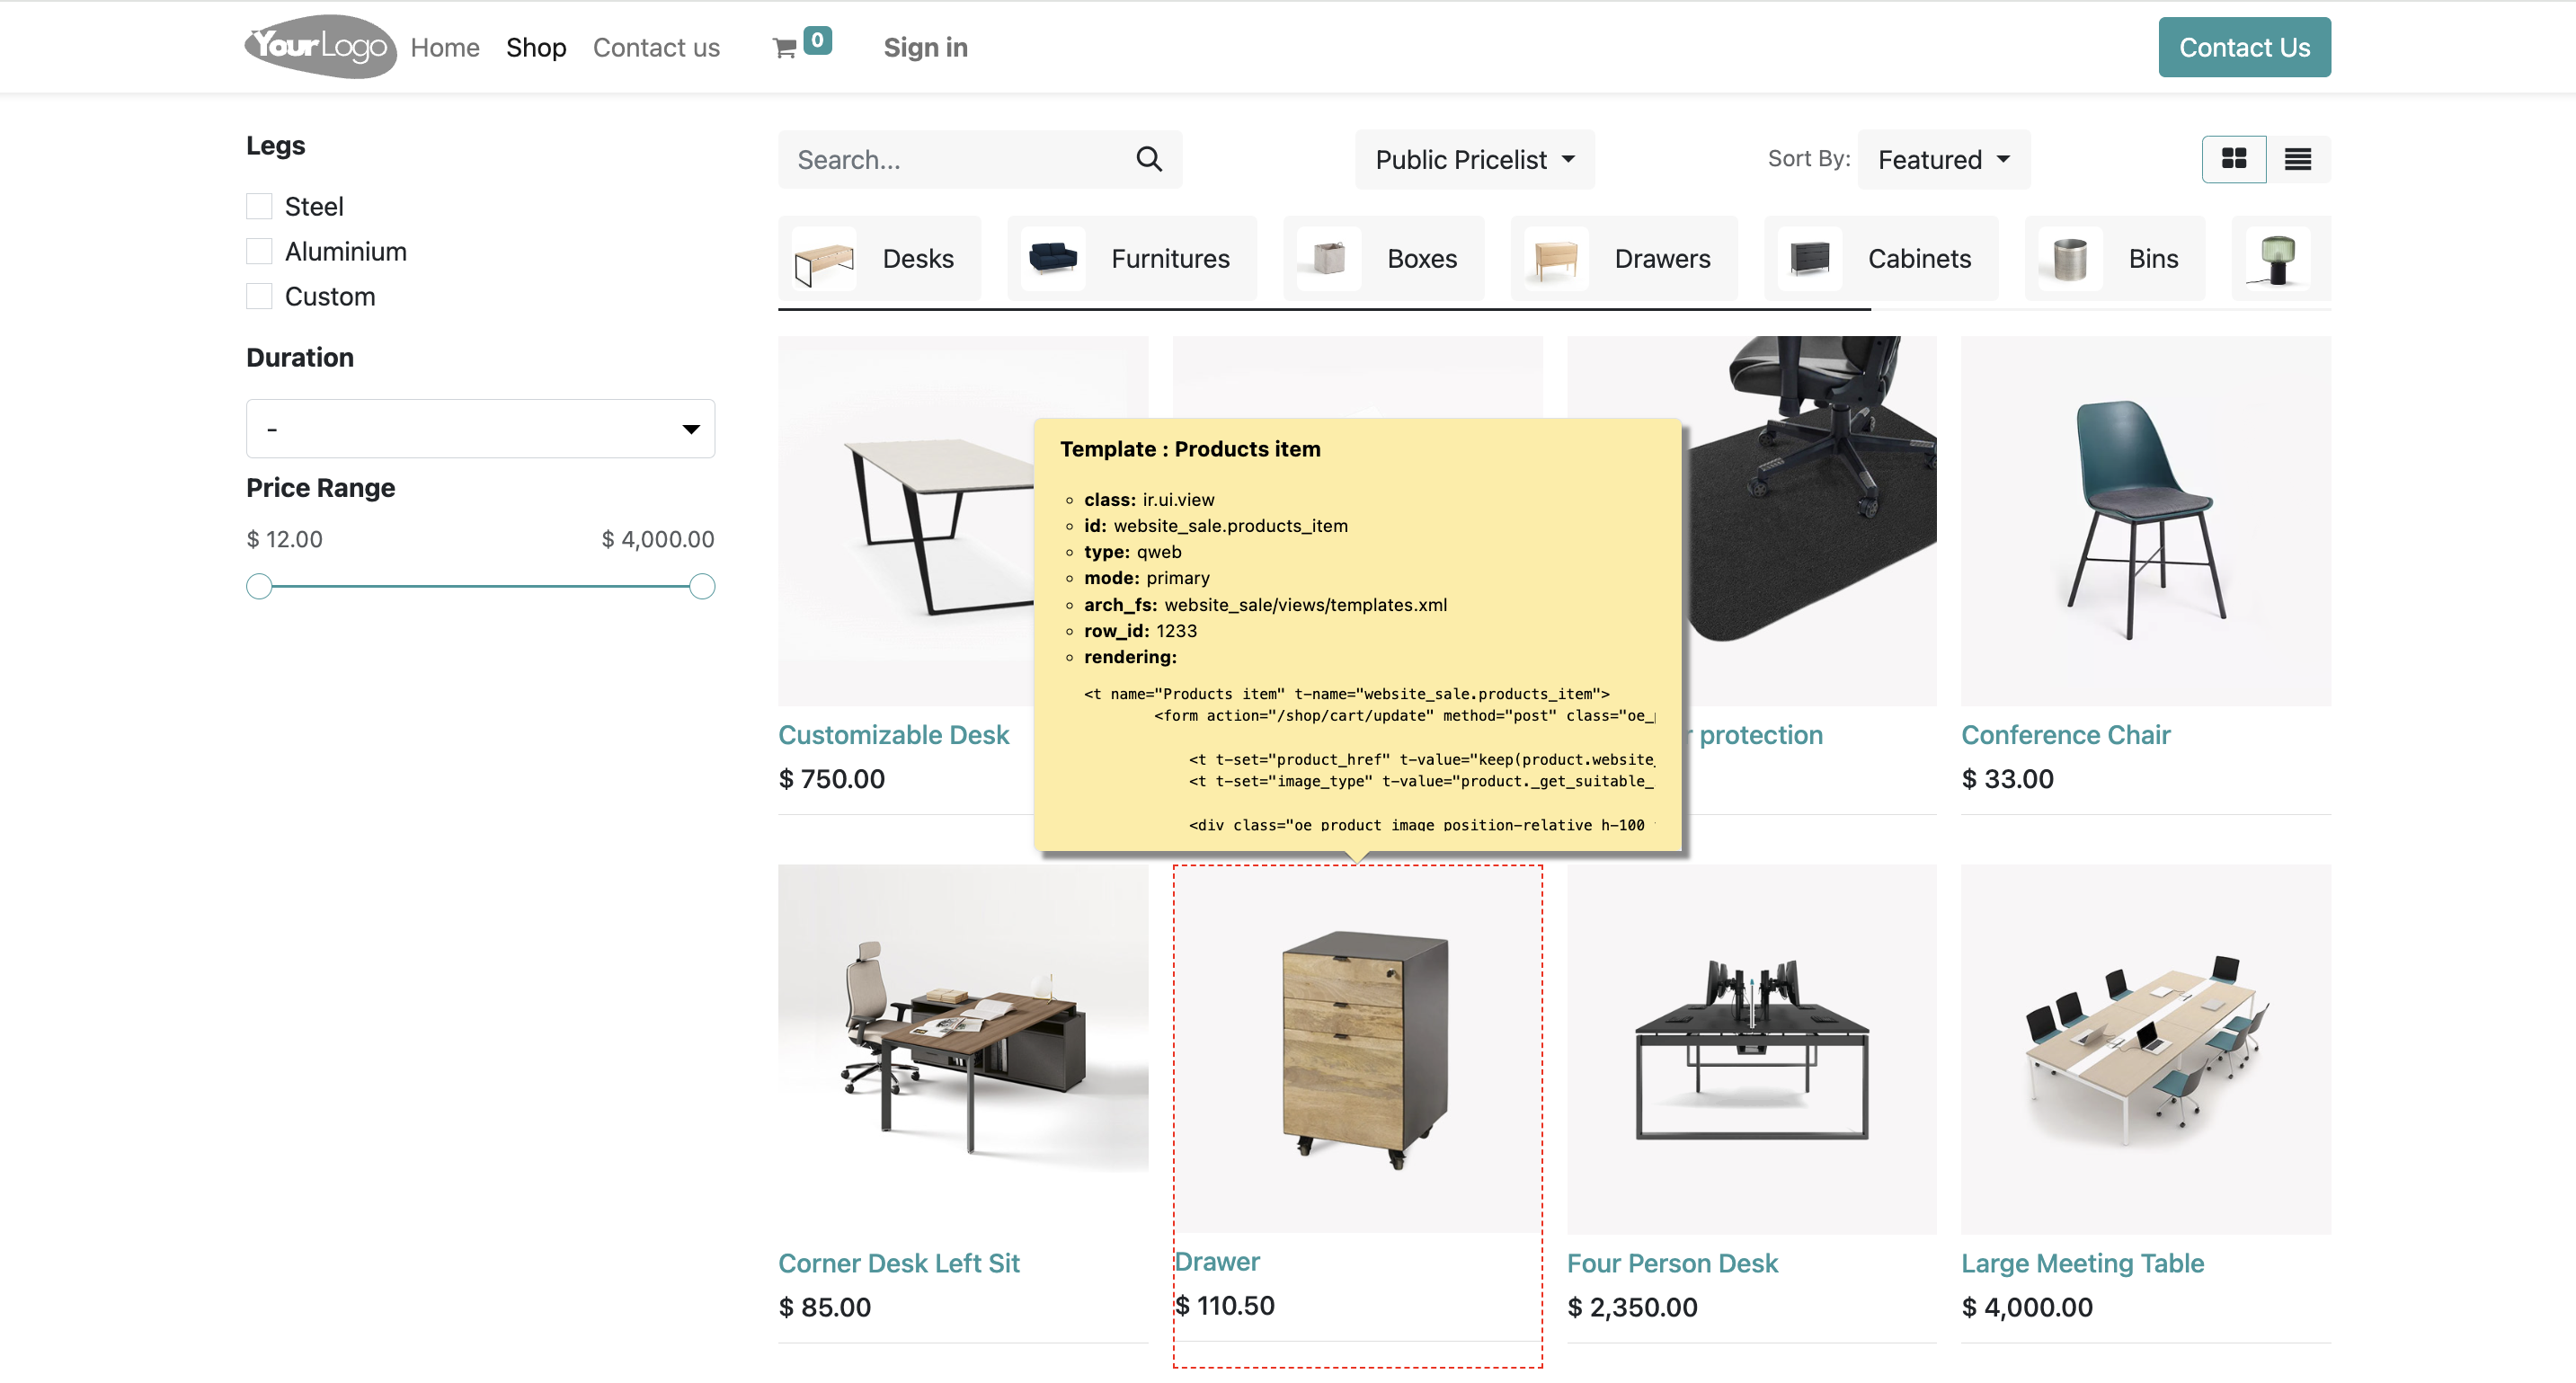 YourLogo Home Shop Contact us 0 Sign in Contact Us
Legs
Steel
Aluminium
Custom
Duration
-
Price Range
$ 12.00 $ 4,000.00
Search... Public Pricelist Sort By: Featured
Desks Furnitures Boxes Drawers Cabinets Bins
Template : Products item
class: ir.ui.view
id: website_sale.products_item
type: qweb
mode: primary
arch_fs: website_sale/views/templates.xml
row_id: 1233
rendering:
<t name="Products item" t-name="website_sale.products_item">
<form action="/shop/cart/update" method="post" class="oe_
<t t-set="product_href" t-value="keep(product.website_
<t t-set="image_type" t-value="product._get_suitable_
<div class="oe_product_image position-relative h-100
Customizable Desk protection Conference Chair
$ 750.00 $ 33.00
Corner Desk Left Sit Drawer Four Person Desk Large Meeting Table
$ 85.00 $ 110.50 $ 2,350.00 $ 4,000.00